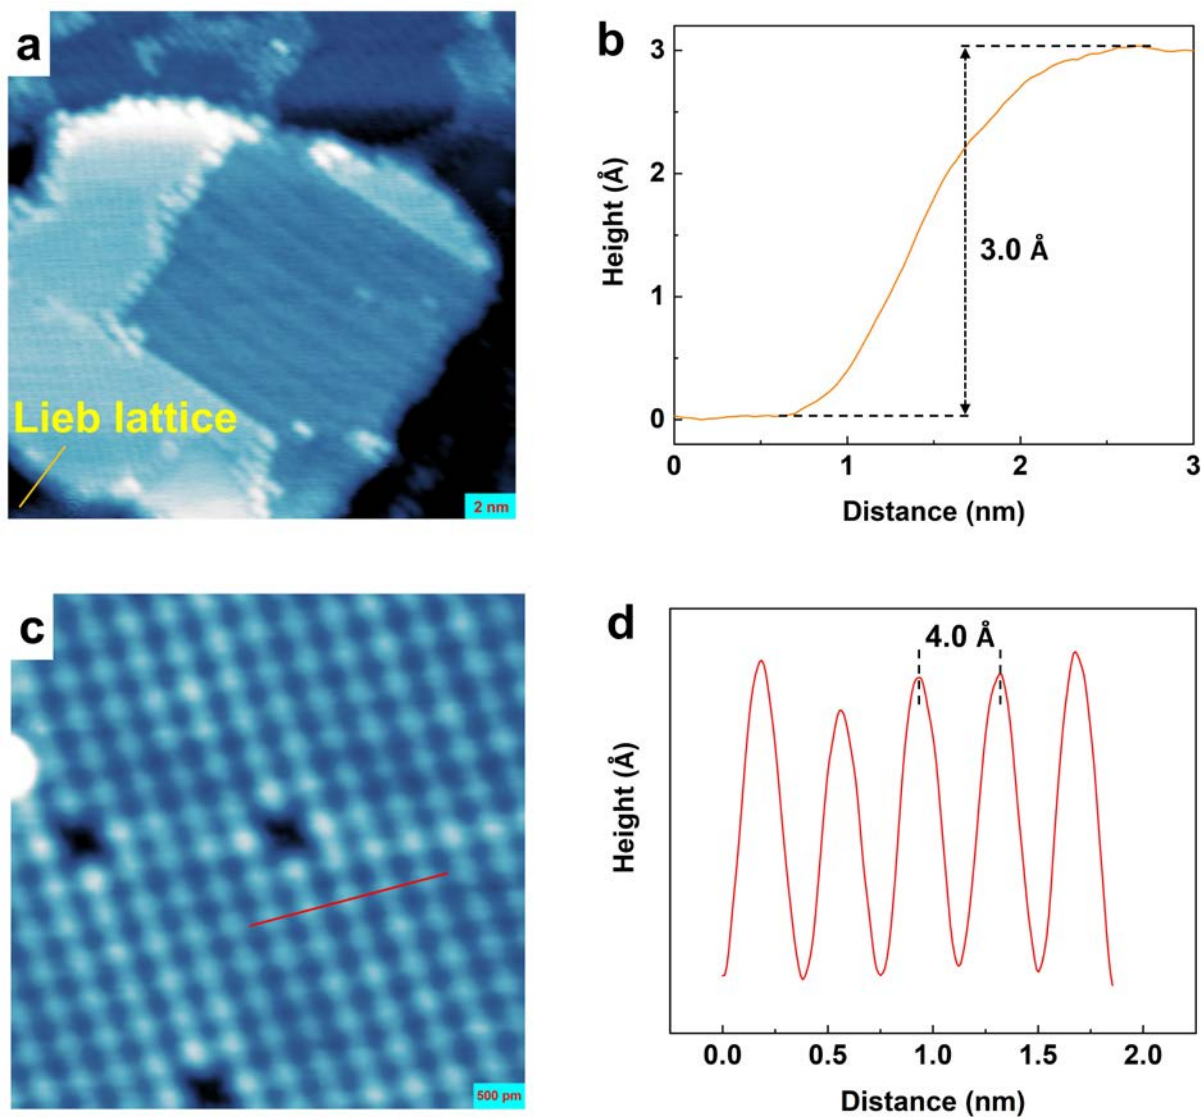 a
Lieb lattice
2 nm
b
Height (Å)
3
2
1
0
3.0 Å
0 1 2 3
Distance (nm)
c
500 pm
d
4.0 Å
Height (Å)
0.0 0.5 1.0 1.5 2.0
Distance (nm)